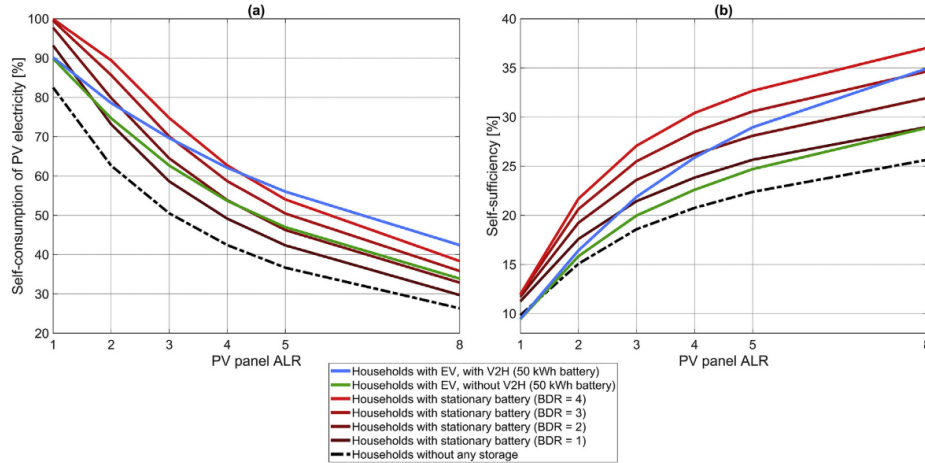 (a)
(b)
Self-consumption of PV electricity [%]
100
90
80
70
60
50
40
30
20
1 2 3 4 5 8
PV panel ALR
Self-sufficiency [%]
40
35
30
25
20
15
10
1 2 3 4 5 8
PV panel ALR
Households with EV, with V2H (50 kWh battery)
Households with EV, without V2H (50 kWh battery)
Households with stationary battery (BDR = 4)
Households with stationary battery (BDR = 3)
Households with stationary battery (BDR = 2)
Households with stationary battery (BDR = 1)
Households without any storage